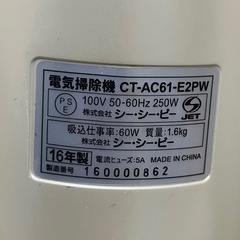 電気掃除機 CT-AC61-E2PW
PSE
100V 50-60Hz 250W
株式会社 シー・シー・ピー
JET
吸込仕事率:60W 質量:1.6kg
株式会社 シー・シー・ピー
16年製 電流ヒューズ:5A
製造番号 160000862